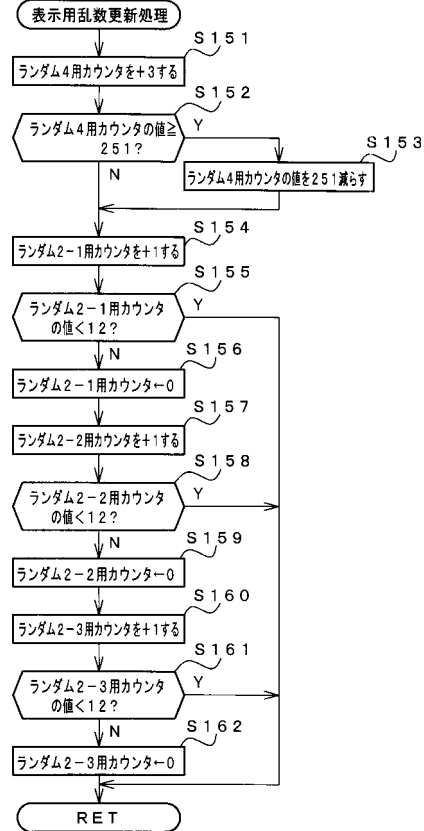 表示用乱数更新処理
S151
ランダム4用カウンタを+3する
S152
ランダム4用カウンタの値≧
251?
Y
N
S153
ランダム4用カウンタの値を251減らす
S154
ランダム2-1用カウンタを+1する
S155
ランダム2-1用カウンタ
の値<12?
Y
N
S156
ランダム2-1用カウンタ←0
S157
ランダム2-2用カウンタを+1する
S158
ランダム2-2用カウンタ
の値<12?
Y
N
S159
ランダム2-2用カウンタ←0
S160
ランダム2-3用カウンタを+1する
S161
ランダム2-3用カウンタ
の値<12?
Y
N
S162
ランダム2-3用カウンタ←0
RET